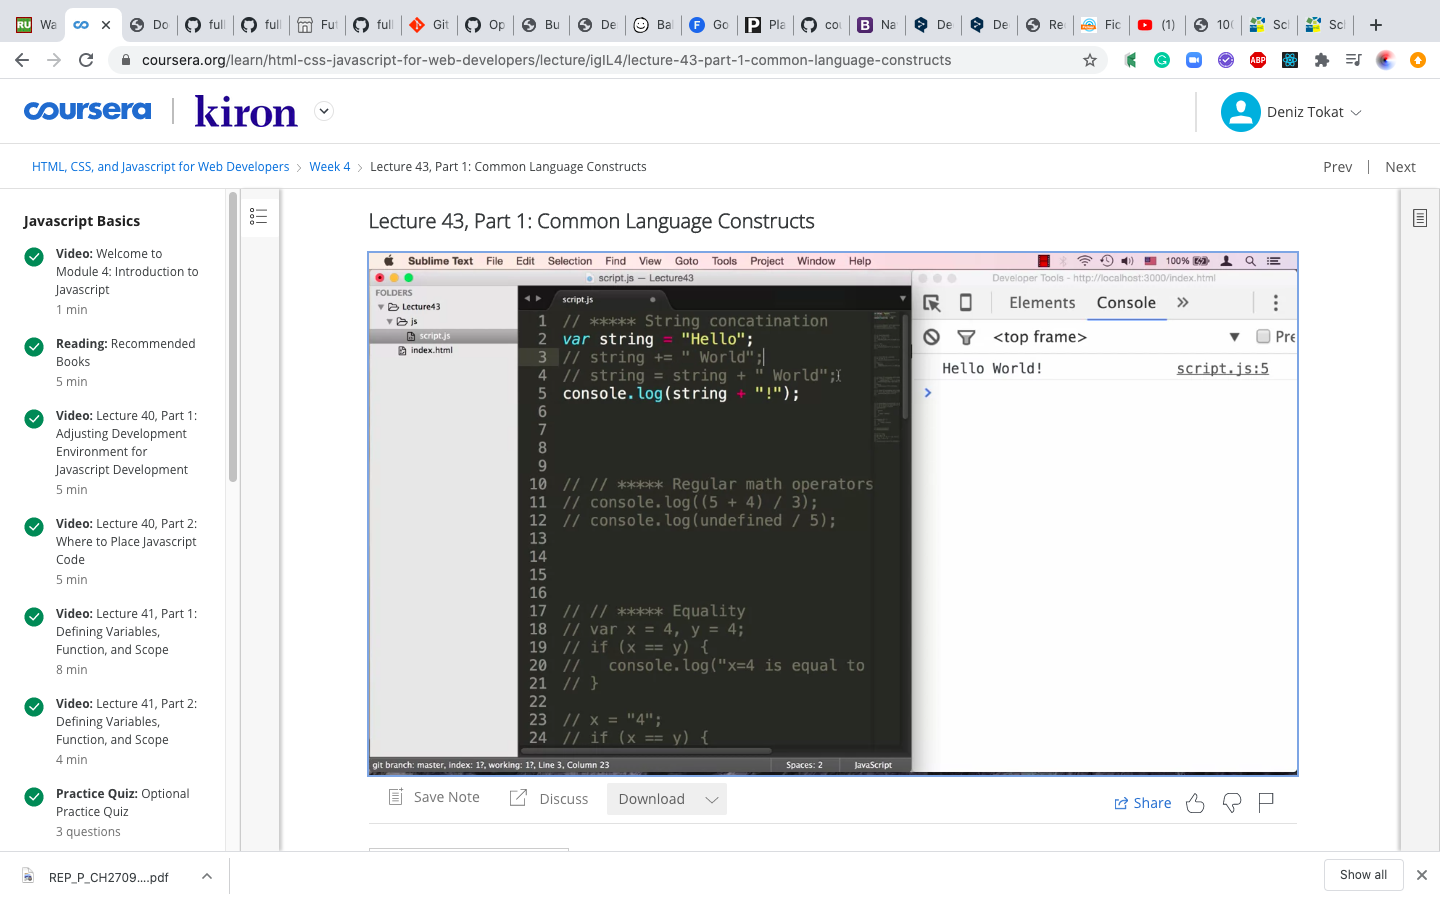 Wa
Do
full
full
Fut
full
Git
Op
Bu
De
Bal
Go
Pla
col
Na
De
De
Re
Fic
(1)
10
Scl
Scl
coursera.org/learn/html-css-javascript-for-web-developers/lecture/igIL4/lecture-43-part-1-common-language-constructs
coursera
kiron
Deniz Tokat
HTML, CSS, and Javascript for Web Developers
Week 4
Lecture 43, Part 1: Common Language Constructs
Prev
Next
Javascript Basics
Video: Welcome to
Module 4: Introduction to
Javascript
1 min
Reading: Recommended
Books
5 min
Video: Lecture 40, Part 1:
Adjusting Development
Environment for
Javascript Development
5 min
Video: Lecture 40, Part 2:
Where to Place Javascript
Code
5 min
Video: Lecture 41, Part 1:
Defining Variables,
Function, and Scope
8 min
Video: Lecture 41, Part 2:
Defining Variables,
Function, and Scope
4 min
Practice Quiz: Optional
Practice Quiz
3 questions
Lecture 43, Part 1: Common Language Constructs
Sublime Text File Edit Selection Find View Goto Tools Project Window Help
100%
script.js — Lecture43
FOLDERS
Lecture43
js
script.js
index.html
script.js
1 // ***** String concatination
2 var string = "Hello";
3 // string += " World";
4 // string = string + " World";
5 console.log(string + "!");
6
7
8
9
10 // // ***** Regular math operators
11 // console.log((5 + 4) / 3);
12 // console.log(undefined / 5);
13
14
15
16
17 // // ***** Equality
18 // var x = 4, y = 4;
19 // if (x == y) {
20 //   console.log("x=4 is equal to
21 // }
22
23 // x = "4";
24 // if (x == y) {
git branch: master, index: 1?, working: 1?, Line 3, Column 23
Spaces: 2
JavaScript
Developer Tools - http://localhost:3000/index.html
Elements
Console
<top frame>
Pre
Hello World!
script.js:5
Save Note
Discuss
Download
Share
REP_P_CH2709....pdf
Show all